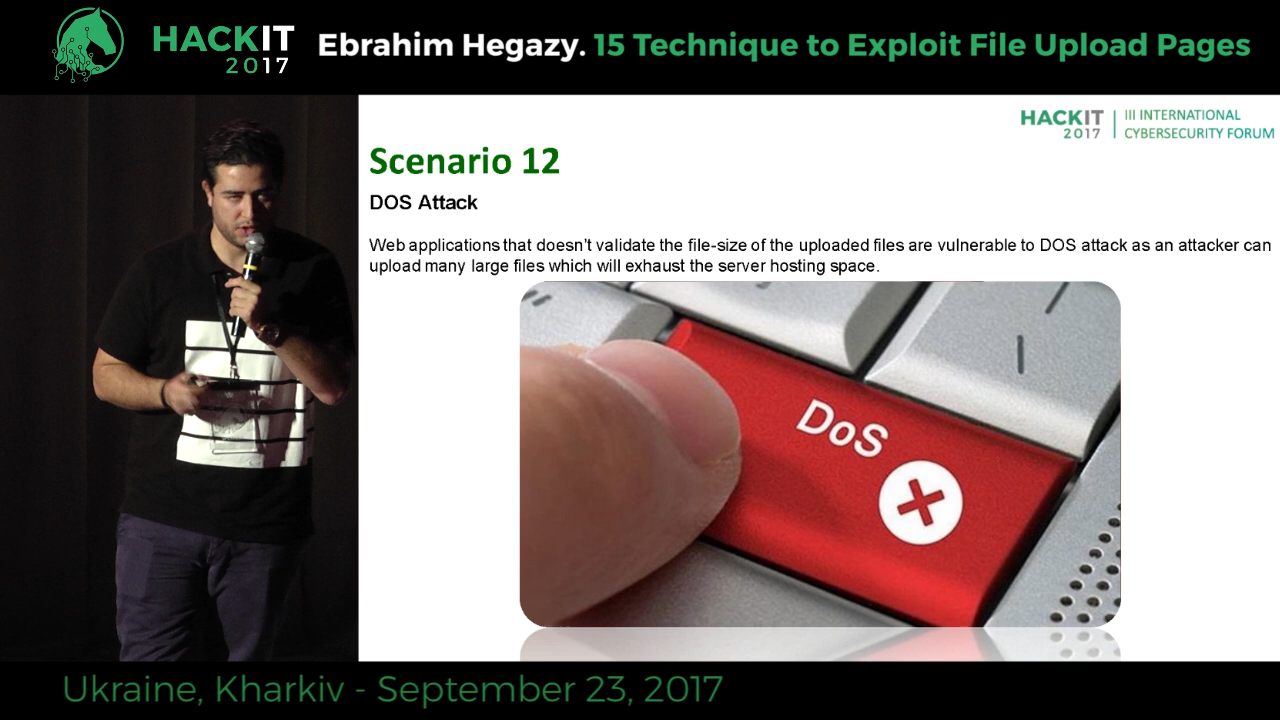 HACKIT
2017
Ebrahim Hegazy. 15 Technique to Exploit File Upload Pages
HACKIT
2017
III INTERNATIONAL
CYBERSECURITY FORUM
Scenario 12
DOS Attack
Web applications that doesn't validate the file-size of the uploaded files are vulnerable to DOS attack as an attacker can
upload many large files which will exhaust the server hosting space.
DoS
Ukraine, Kharkiv - September 23, 2017